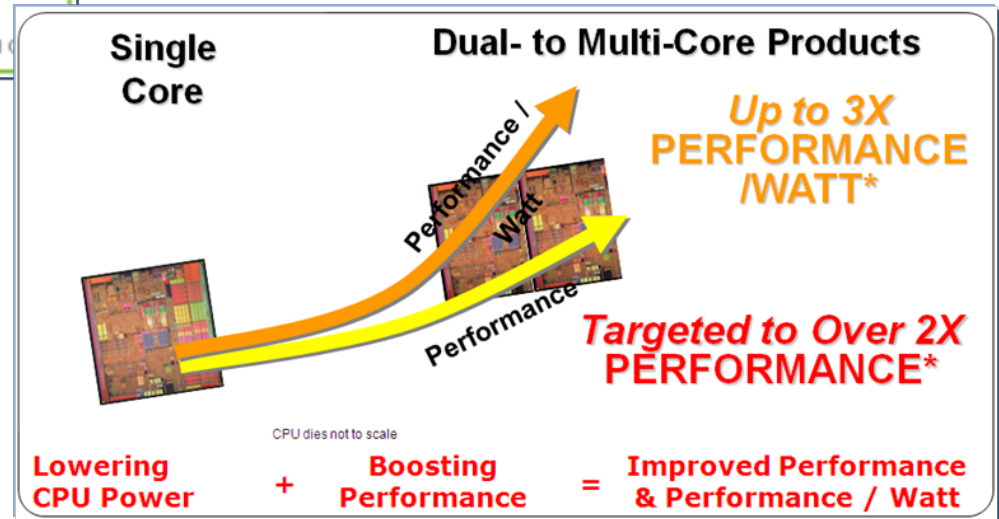 Single
Core
Dual- to Multi-Core Products
Performance /
Watt
Up to 3X
PERFORMANCE
/WATT*
Performance
Targeted to Over 2X
PERFORMANCE*
CPU dies not to scale
Lowering
CPU Power
+
Boosting
Performance
=
Improved Performance
& Performance / Watt